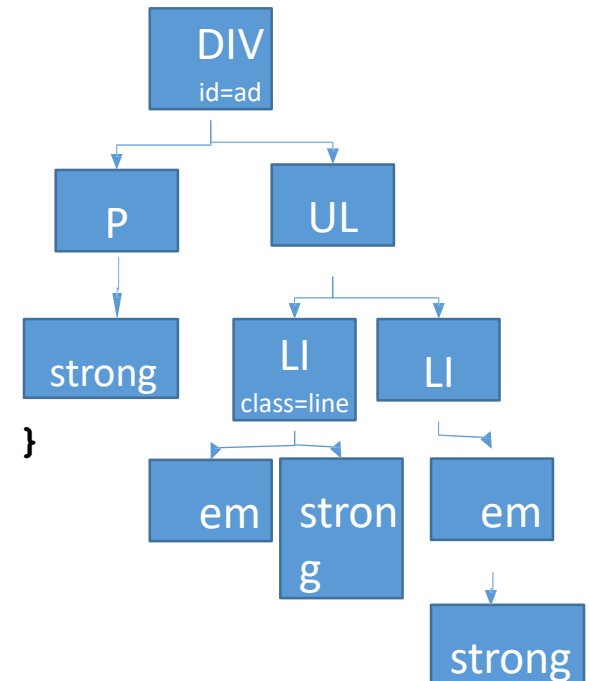 DIV
id=ad
P
UL
strong
LI
class=line
LI
}
em
stron
g
em
strong